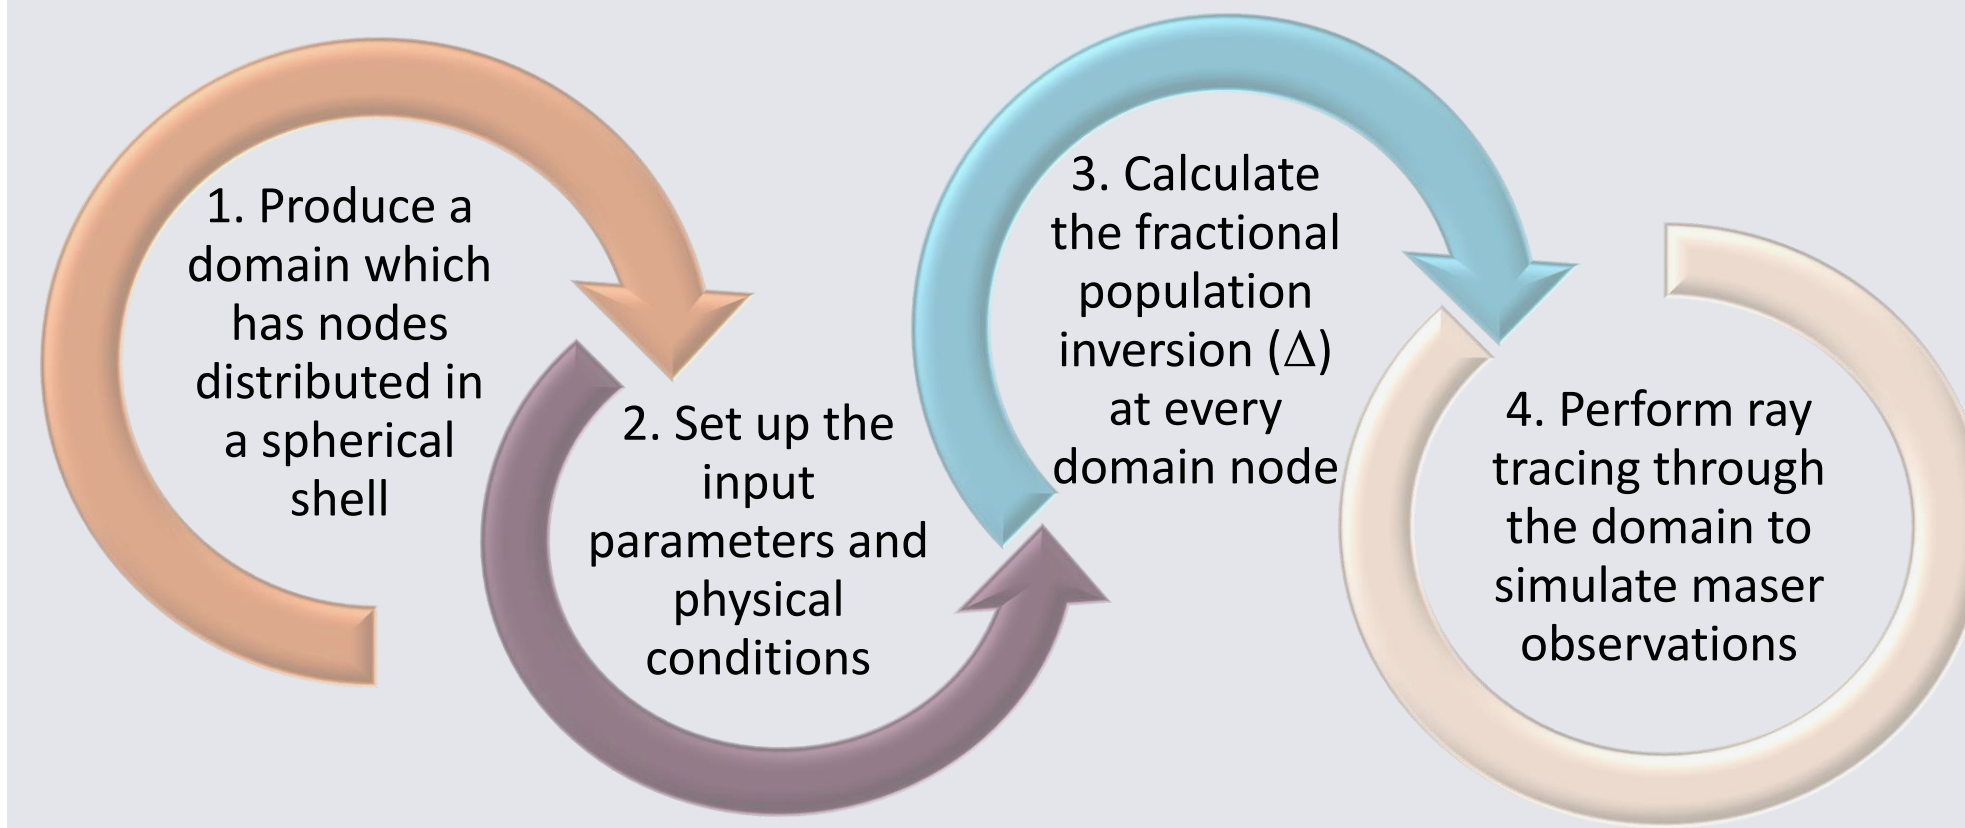 1. Produce a
domain which
has nodes
distributed in
a spherical
shell
2. Set up the
input
parameters and
physical
conditions
3. Calculate
the fractional
population
inversion (Δ)
at every
domain node
4. Perform ray
tracing through
the domain to
simulate maser
observations